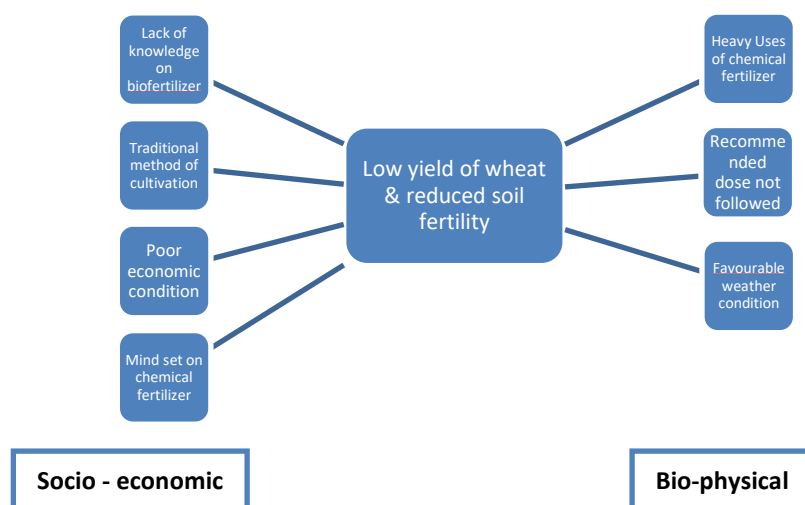 Lack of
knowledge
on
biofertilizer
Traditional
method of
cultivation
Poor
economic
condition
Mind set on
chemical
fertilizer
Low yield of wheat
& reduced soil
fertility
Heavy Uses
of chemical
fertilizer
Recomme
nded
dose not
followed
Favourable
weather
condition
Socio - economic
Bio-physical